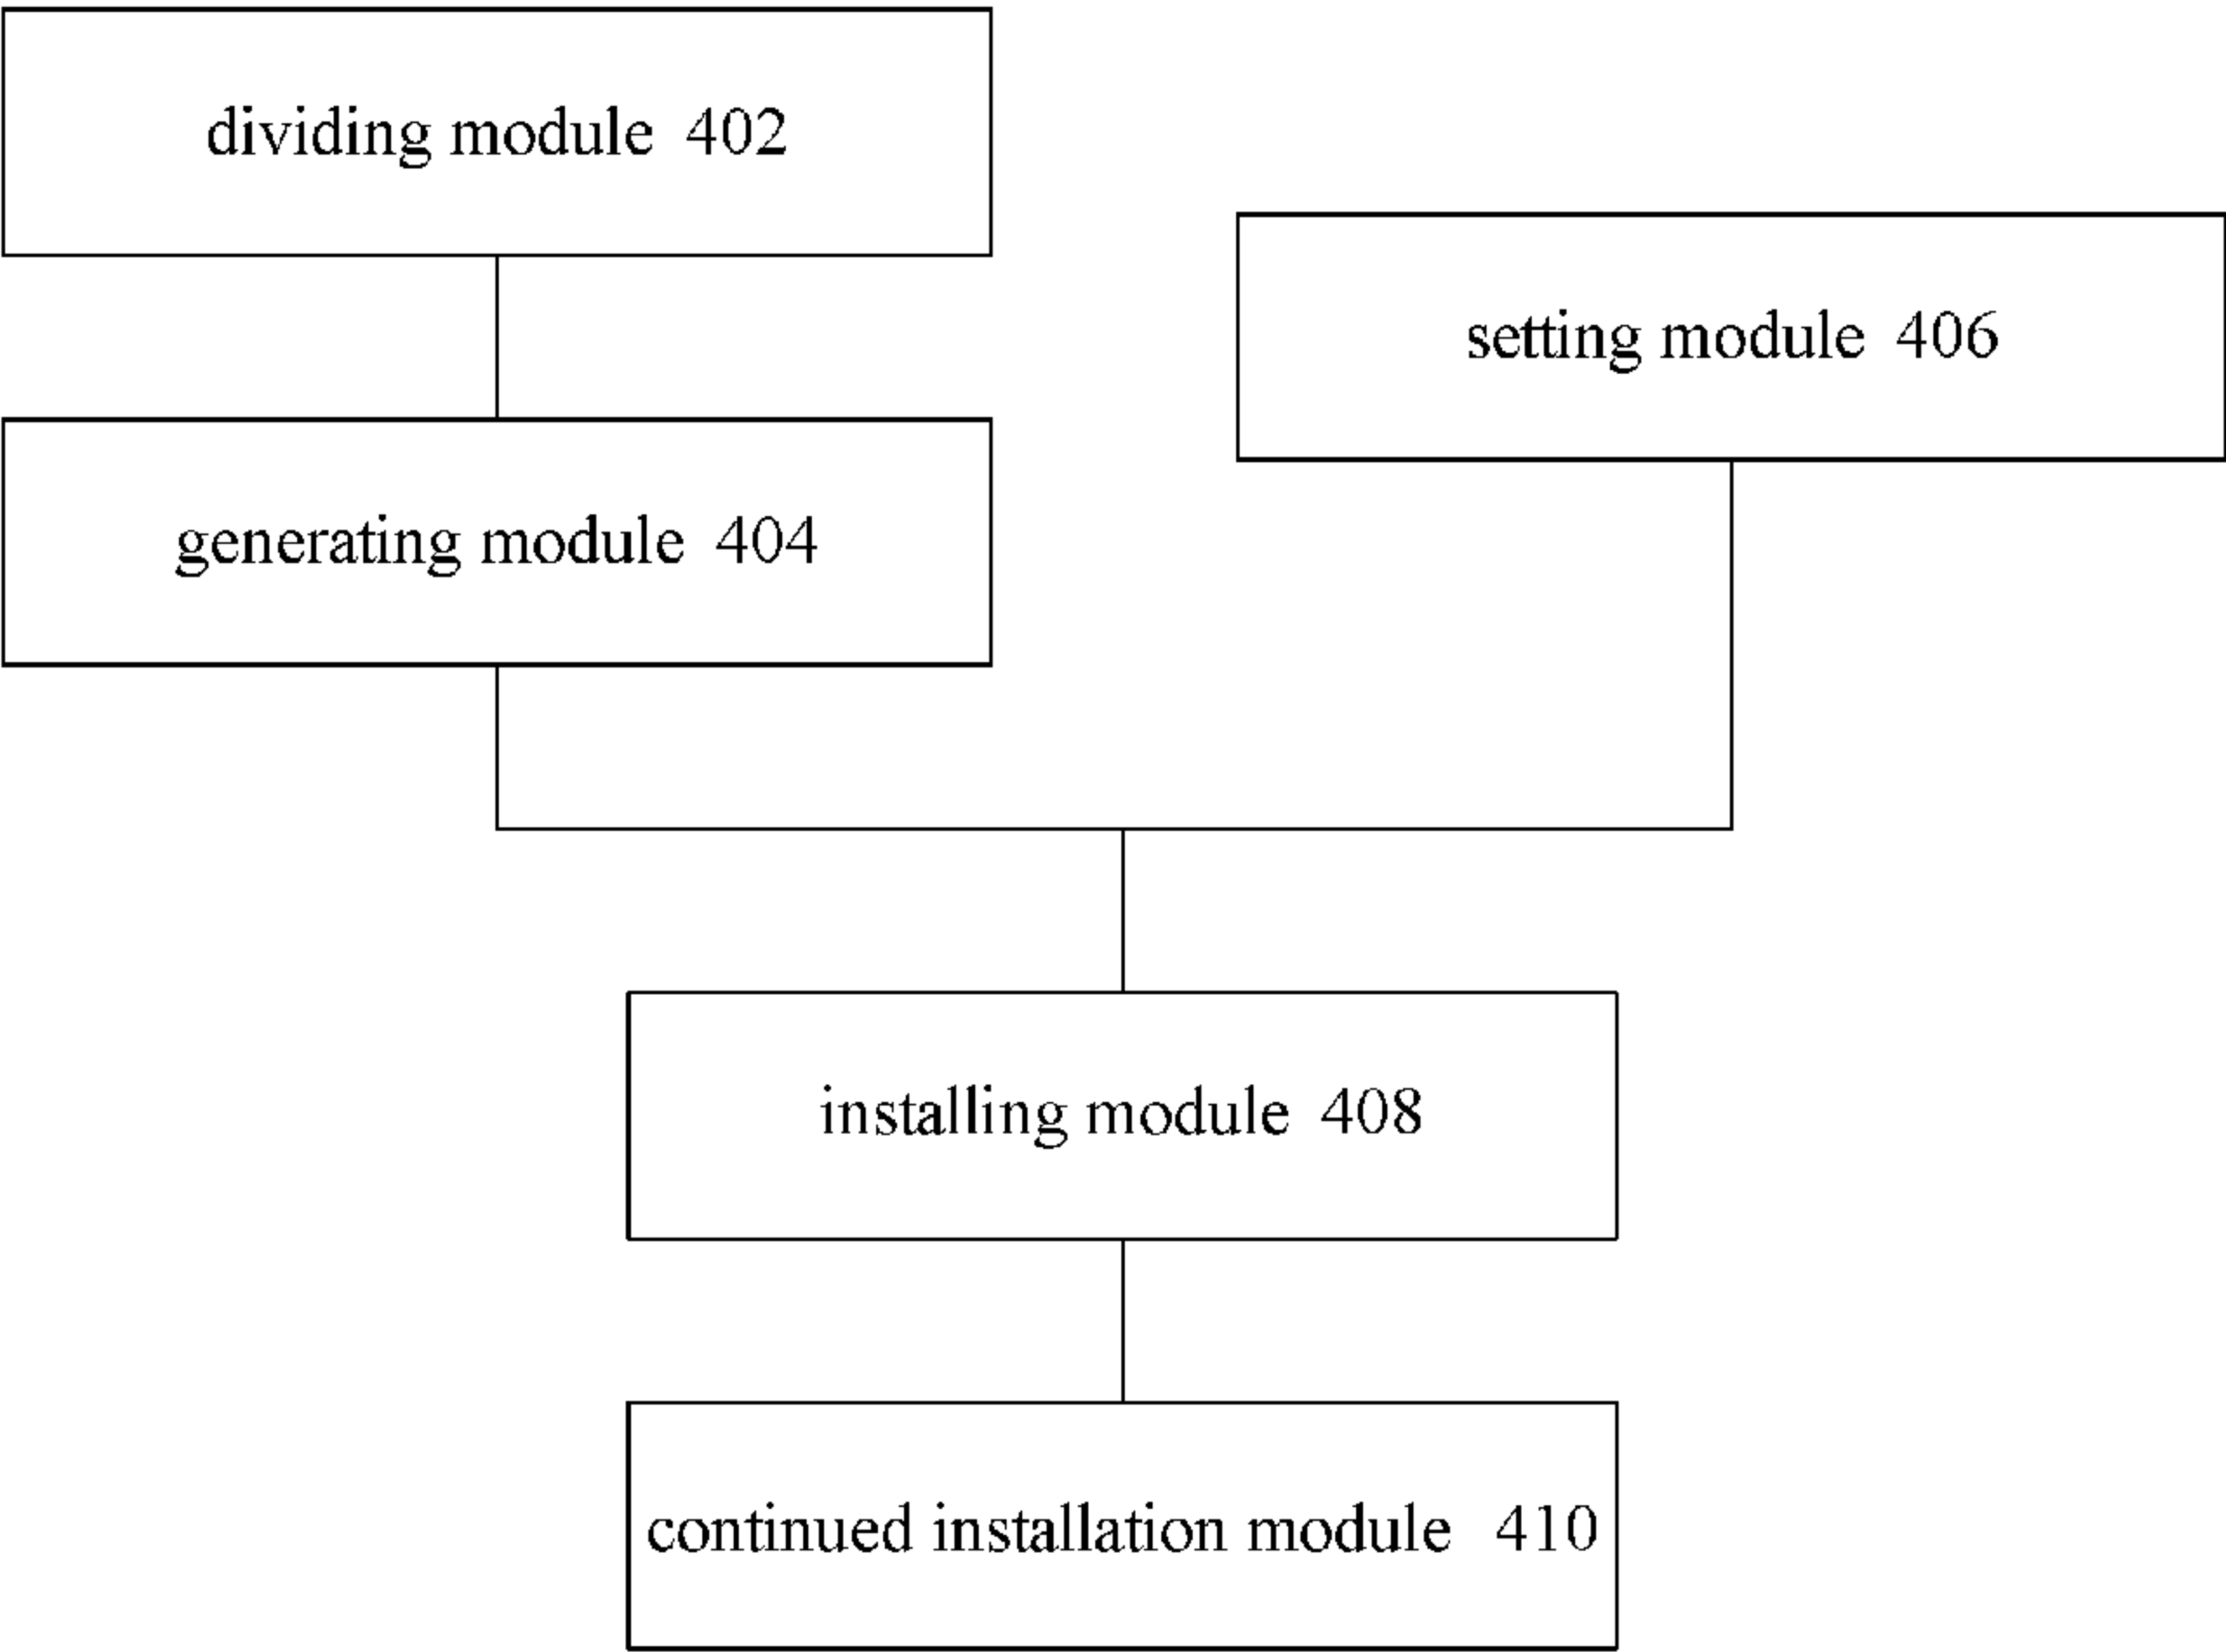 dividing module 402
setting module 406
generating module 404
installing module 408
continued installation module 410